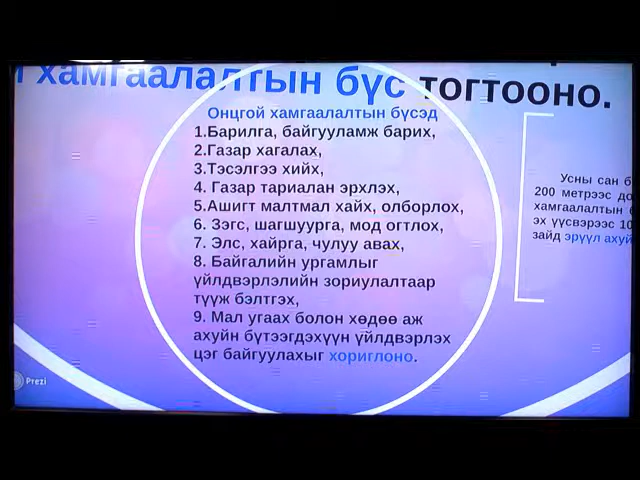 хамгаалалтын бүс тогтооно.
Онцгой хамгаалалтын бүсэд
1.Барилга, байгууламж барих,
2.Газар хагалах,
3.Тэсэлгээ хийх,
4. Газар тариалан эрхлэх,
5.Ашигт малтмал хайх, олборлох,
6. Зэгс, шагшуурга, мод огтлох,
7. Элс, хайрга, чулуу авах,
8. Байгалийн ургамлыг
үйлдвэрлэлийн зориулалтаар
түүж бэлтгэх,
9. Мал угаах болон хөдөө аж
ахуйн бүтээгдэхүүн үйлдвэрлэх
цэг байгуулахыг хориглоно.
Усны сан
200 метрээс
хамгаалалтын
эх үүсвэрээс
зайд эрүүл ахуй
Prezi